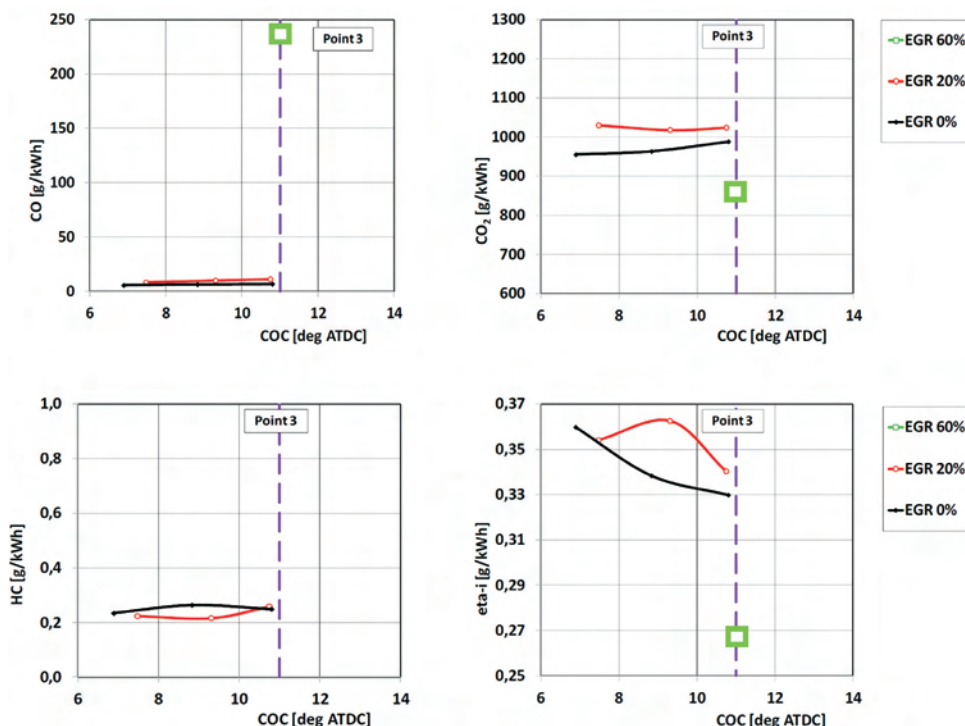 250
200
150
100
50
0
CO [g/kWh]
Point 3
6 8 10 12 14
COC [deg ATDC]
1300
1200
1100
1000
900
800
700
600
CO₂ [g/kWh]
Point 3
6 8 10 12 14
COC [deg ATDC]
EGR 60%
EGR 20%
EGR 0%
1,0
0,8
0,6
0,4
0,2
0,0
HC [g/kWh]
Point 3
6 8 10 12 14
COC [deg ATDC]
0,37
0,35
0,33
0,31
0,29
0,27
0,25
eta-i [g/kWh]
Point 3
6 8 10 12 14
COC [deg ATDC]
EGR 60%
EGR 20%
EGR 0%